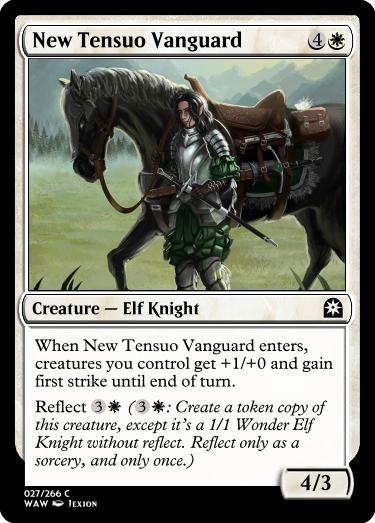 New Tensuo Vanguard 4
Creature — Elf Knight
When New Tensuo Vanguard enters,
creatures you control get +1/+0 and gain
first strike until end of turn.
Reflect 3 (3: Create a token copy of
this creature, except it's a 1/1 Wonder Elf
Knight without reflect. Reflect only as a
sorcery, and only once.)
4/3
027/266 C
WAW Jexion